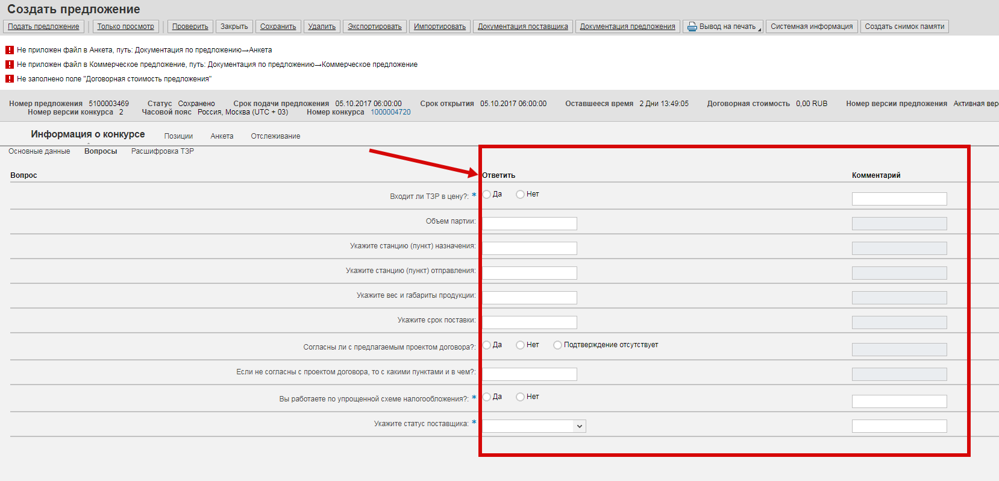 Создать предложение
Подать предложение Только просмотр Проверить Закрыть Сохранить Удалить Экспортировать Импортировать Документация поставщика Документация предложения Вывод на печать Системная информация Создать снимок памяти
Не приложен файл в Анкета, путь: Документация по предложению→Анкета
Не приложен файл в Коммерческое предложение, путь: Документация по предложению→Коммерческое предложение
Не заполнено поле "Договорная стоимость предложения"
Номер предложения 5100003469 Статус Сохранено Срок подачи предложения 05.10.2017 06:00:00 Срок открытия 05.10.2017 06:00:00 Оставшееся время 2 Дни 13:49:05 Договорная стоимость 0,00 RUB Номер версии предложения Активная вер
Номер версии конкурса 2 Часовой пояс Россия, Москва (UTC + 03) Номер конкурса 1000004720
Информация о конкурсе Позиции Анкета Отслеживание
Основные данные Вопросы Расшифровка ТЗР
Вопрос Ответить Комментарий
Входит ли ТЗР в цену?: * Да Нет
Объем партии:
Укажите станцию (пункт) назначения:
Укажите станцию (пункт) отправления:
Укажите вес и габариты продукции:
Укажите срок поставки:
Согласны ли с предлагаемым проектом договора?: Да Нет Подтверждение отсутствует
Если не согласны с проектом договора, то с какими пунктами и в чем?:
Вы работаете по упрощенной схеме налогообложения?: * Да Нет
Укажите статус поставщика: *